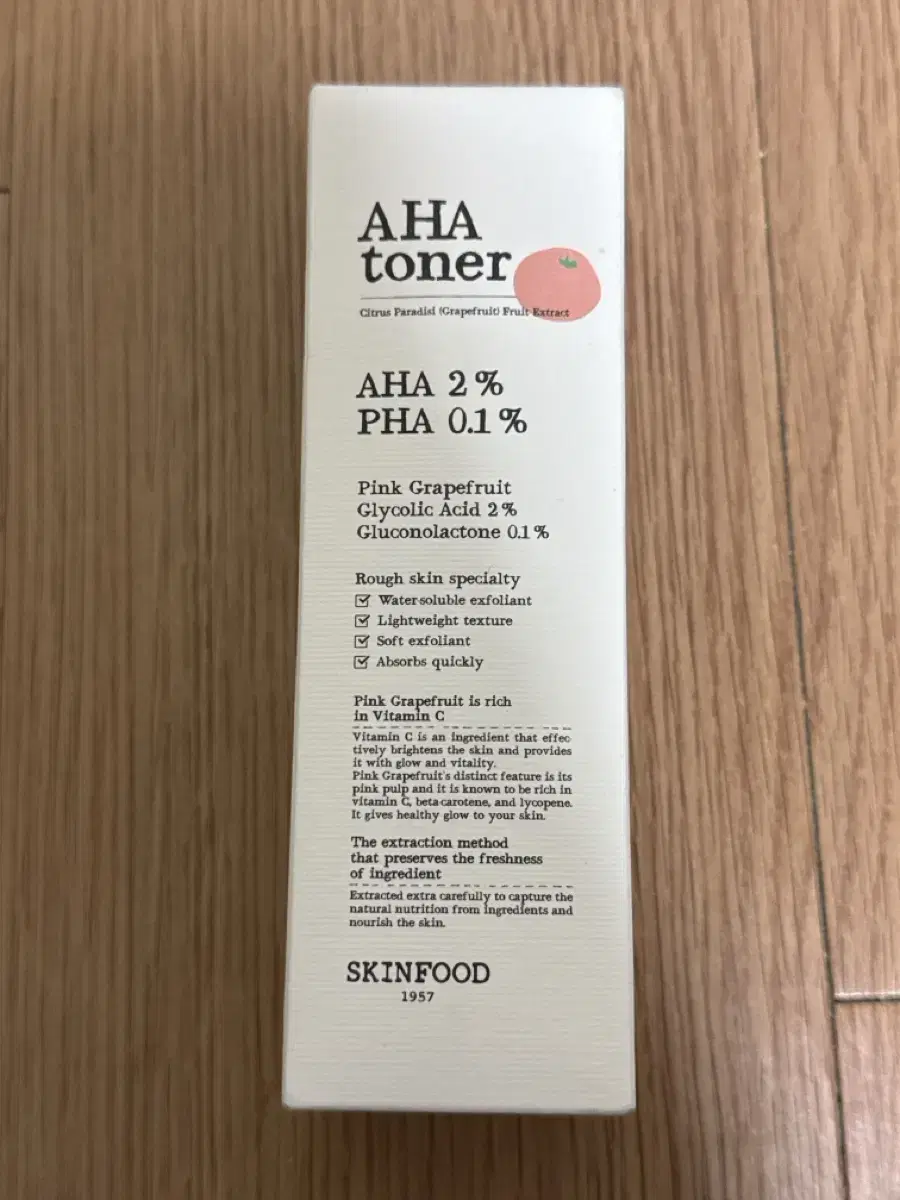 AHA
toner
Citrus Paradisi (Grapefruit) Fruit Extract
AHA 2%
PHA 0.1%
Pink Grapefruit
Glycolic Acid 2%
Gluconolactone 0.1%
Rough skin specialty
Water-soluble exfoliant
Lightweight texture
Soft exfoliant
Absorbs quickly
Pink Grapefruit is rich
in Vitamin C
Vitamin C is an ingredient that effec-
tively brightens the skin and provides
it with glow and vitality.
Pink Grapefruit's distinct feature is its
pink pulp and it is known to be rich in
vitamin C, beta-carotene, and lycopene.
It gives healthy glow to your skin.
The extraction method
that preserves the freshness
of ingredient
Extracted extra carefully to capture the
natural nutrition from ingredients and
nourish the skin.
SKINFOOD
1957